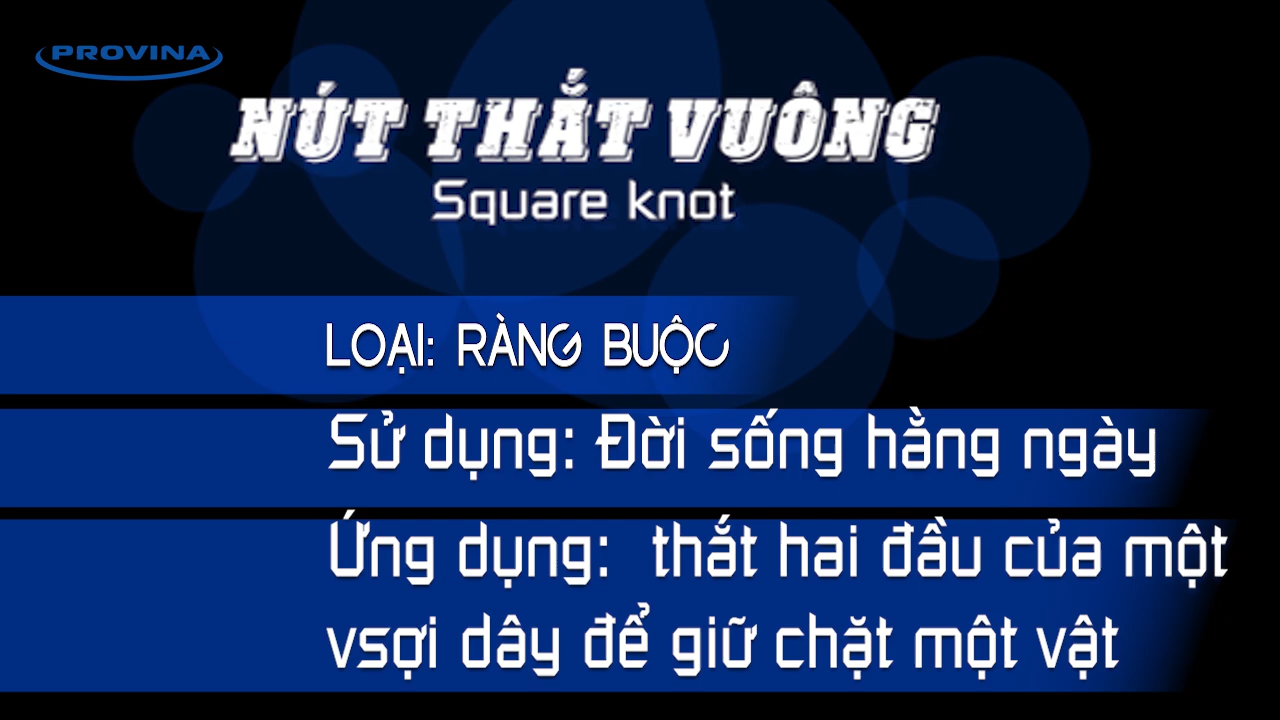 PROVINA
NÚT THẮT VUÔNG
Square knot
LOẠI: RÀNG BUỘC
Sử dụng: Đời sống hằng ngày
Ứng dụng: thắt hai đầu của một
vsợi dây để giữ chặt một vật